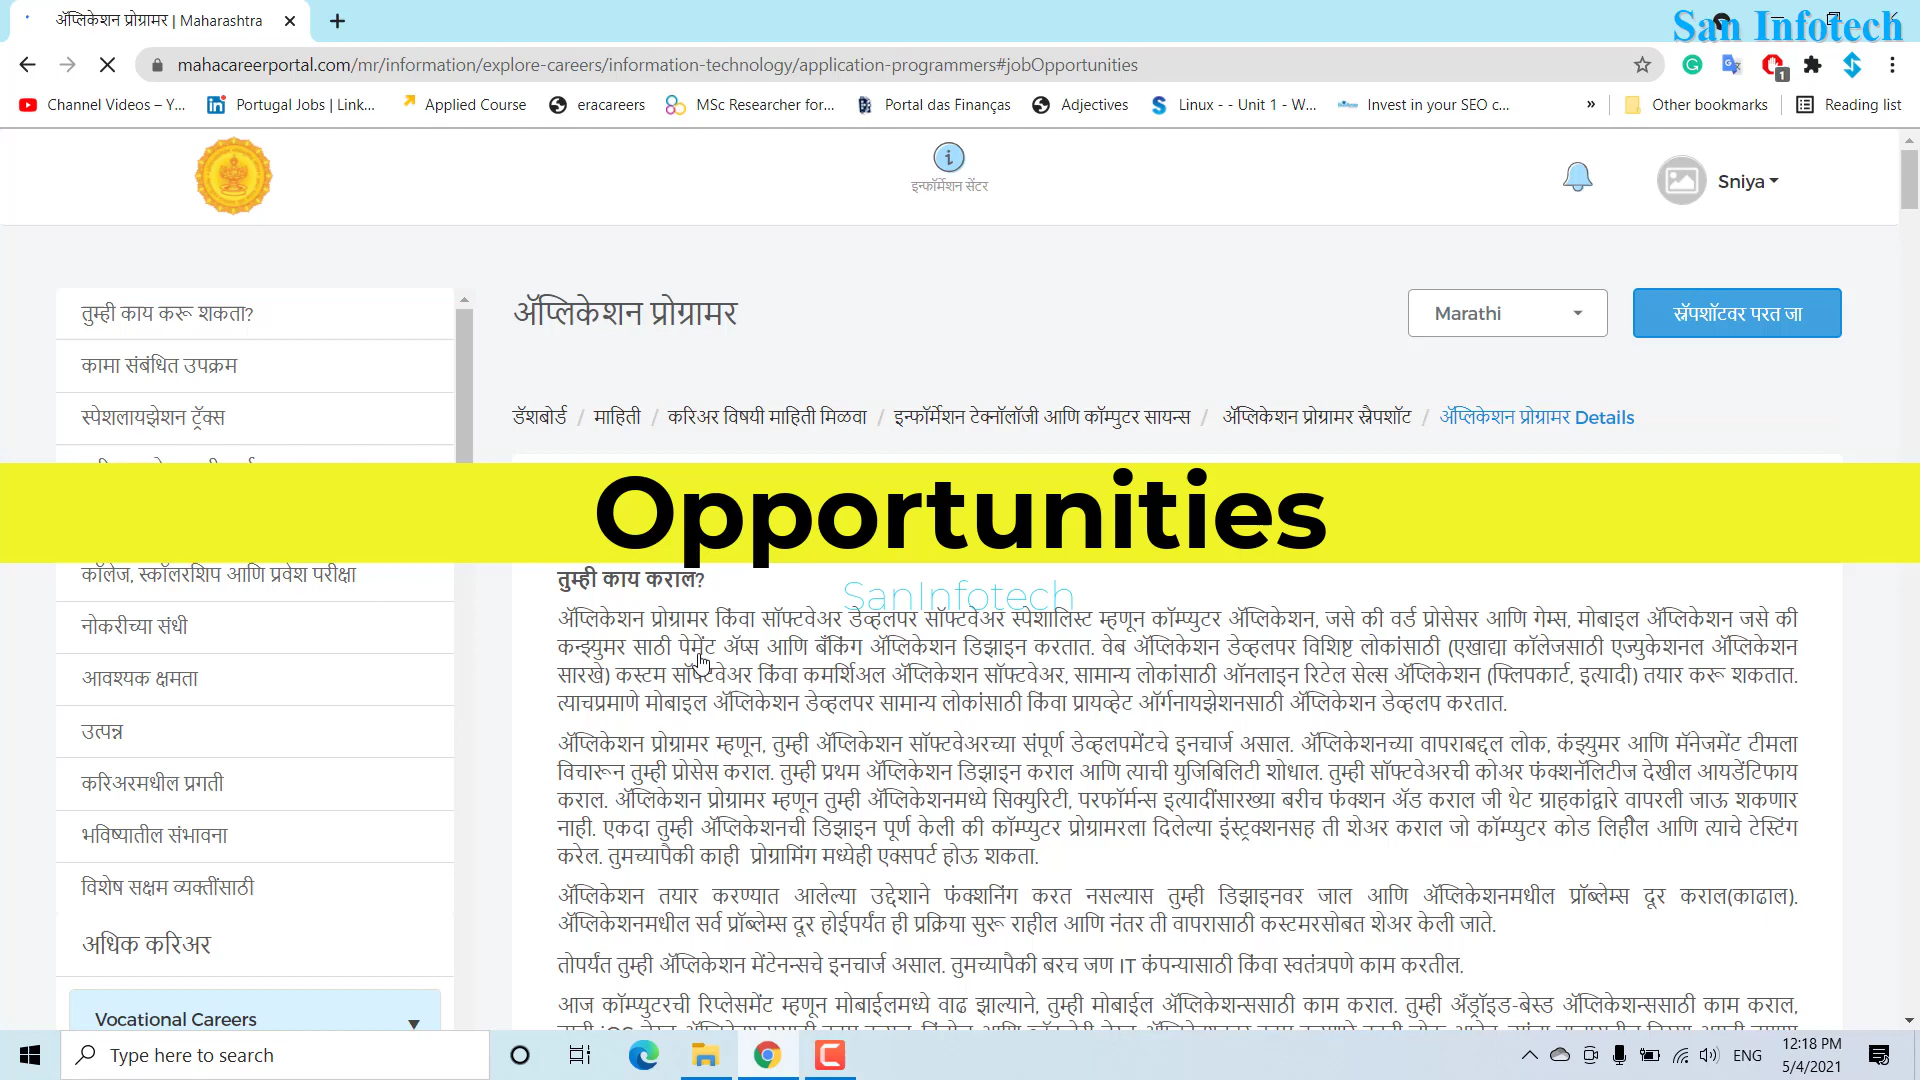 ॲप्लिकेशन प्रोग्रामर | Maharashtra
San Infotech
mahacareerportal.com/mr/information/explore-careers/information-technology/application-programmers#jobOpportunities
1
Channel Videos – Y...
Portugal Jobs | Link...
Applied Course
eracareers
MSc Researcher for...
Portal das Finanças
Adjectives
Linux - - Unit 1 - W...
Invest in your SEO c...
»
Other bookmarks
Reading list
इन्फॉर्मेशन सेंटर
Sniya
तुम्ही काय करू शकता?
ॲप्लिकेशन प्रोग्रामर
Marathi
स्नॅपशॉटवर परत जा
कामा संबंधित उपक्रम
स्पेशलायझेशन ट्रॅक्स
डॅशबोर्ड / माहिती / करिअर विषयी माहिती मिळवा / इन्फॉर्मेशन टेक्नॉलॉजी आणि कॉम्पुटर सायन्स / ॲप्लिकेशन प्रोग्रामर स्नॅपशॉट / ॲप्लिकेशन प्रोग्रामर Details
Opportunities
कॉलेज, स्कॉलरशिप आणि प्रवेश परीक्षा
नोकरीच्या संधी
आवश्यक क्षमता
उत्पन्न
करिअरमधील प्रगती
भविष्यातील संभावना
विशेष सक्षम व्यक्तींसाठी
अधिक करिअर
Vocational Careers
तुम्ही काय कराल?
SanInfotech
ॲप्लिकेशन प्रोग्रामर किंवा सॉफ्टवेअर डेव्हलपर सॉफ्टवेअर स्पेशालिस्ट म्हणून कॉम्पुटर ॲप्लिकेशन, जसे की वर्ड प्रोसेसर आणि गेम्स, मोबाइल ॲप्लिकेशन जसे की
कन्झ्युमर साठी पेमेंट ॲप्स आणि बँकिंग ॲप्लिकेशन डिझाइन करतात. वेब ॲप्लिकेशन डेव्हलपर विशिष्ट लोकांसाठी (एखाद्या कॉलेजसाठी एज्युकेशनल ॲप्लिकेशन
सारखे) कस्टम सॉफ्टवेअर किंवा कमर्शिअल ॲप्लिकेशन सॉफ्टवेअर, सामान्य लोकांसाठी ऑनलाइन रिटेल सेल्स ॲप्लिकेशन (फ्लिपकार्ट, इत्यादी) तयार करू शकतात.
त्याचप्रमाणे मोबाइल ॲप्लिकेशन डेव्हलपर सामान्य लोकांसाठी किंवा प्रायव्हेट ऑर्गनायझेशनसाठी ॲप्लिकेशन डेव्हलप करतात.
ॲप्लिकेशन प्रोग्रामर म्हणून, तुम्ही ॲप्लिकेशन सॉफ्टवेअरच्या संपूर्ण डेव्हलपमेंटचे इनचार्ज असाल. ॲप्लिकेशनच्या वापराबद्दल लोक, कंझ्युमर आणि मॅनेजमेंट टीमला
विचारून तुम्ही प्रोसेस कराल. तुम्ही प्रथम ॲप्लिकेशन डिझाइन कराल आणि त्याची युजिबिलिटी शोधाल. तुम्ही सॉफ्टवेअरची कोअर फंक्शनॅलिटीज देखील आयडेंटिफाय
कराल. ॲप्लिकेशन प्रोग्रामर म्हणून तुम्ही ॲप्लिकेशनमध्ये सिक्युरिटी, परफॉर्मन्स इत्यादींसारख्या बरीच फंक्शन ॲड कराल जी थेट ग्राहकांद्वारे वापरली जाऊ शकणार
नाही. एकदा तुम्ही ॲप्लिकेशनची डिझाइन पूर्ण केली की कॉम्पुटर प्रोग्रामरला दिलेल्या इंस्ट्रक्शनसह ती शेअर कराल जो कॉम्पुटर कोड लिहील आणि त्याचे टेस्टिंग
करेल. तुमच्यापैकी काही प्रोग्रामिंग मध्येही एक्सपर्ट होऊ शकता.
ॲप्लिकेशन तयार करण्यात आलेल्या उद्देशाने फंक्शनिंग करत नसल्यास तुम्ही डिझाइनवर जाल आणि ॲप्लिकेशनमधील प्रॉब्लेम्स दूर कराल(काढाल).
ॲप्लिकेशनमधील सर्व प्रॉब्लेम्स दूर होईपर्यंत ही प्रक्रिया सुरू राहील आणि नंतर ती वापरासाठी कस्टमरसोबत शेअर केली जाते.
तोपर्यंत तुम्ही ॲप्लिकेशन मेंटेनन्सचे इनचार्ज असाल. तुमच्यापैकी बरच जण IT कंपन्यासाठी किंवा स्वतंत्रपणे काम करतील.
आज कॉम्पुटरची रिप्लेसमेंट म्हणून मोबाईलमध्ये वाढ झाल्याने, तुम्ही मोबाईल ॲप्लिकेशन्ससाठी काम कराल. तुम्ही अँड्रॉइड-बेस्ड ॲप्लिकेशन्ससाठी काम कराल,
Type here to search
ENG
12:18 PM
5/4/2021